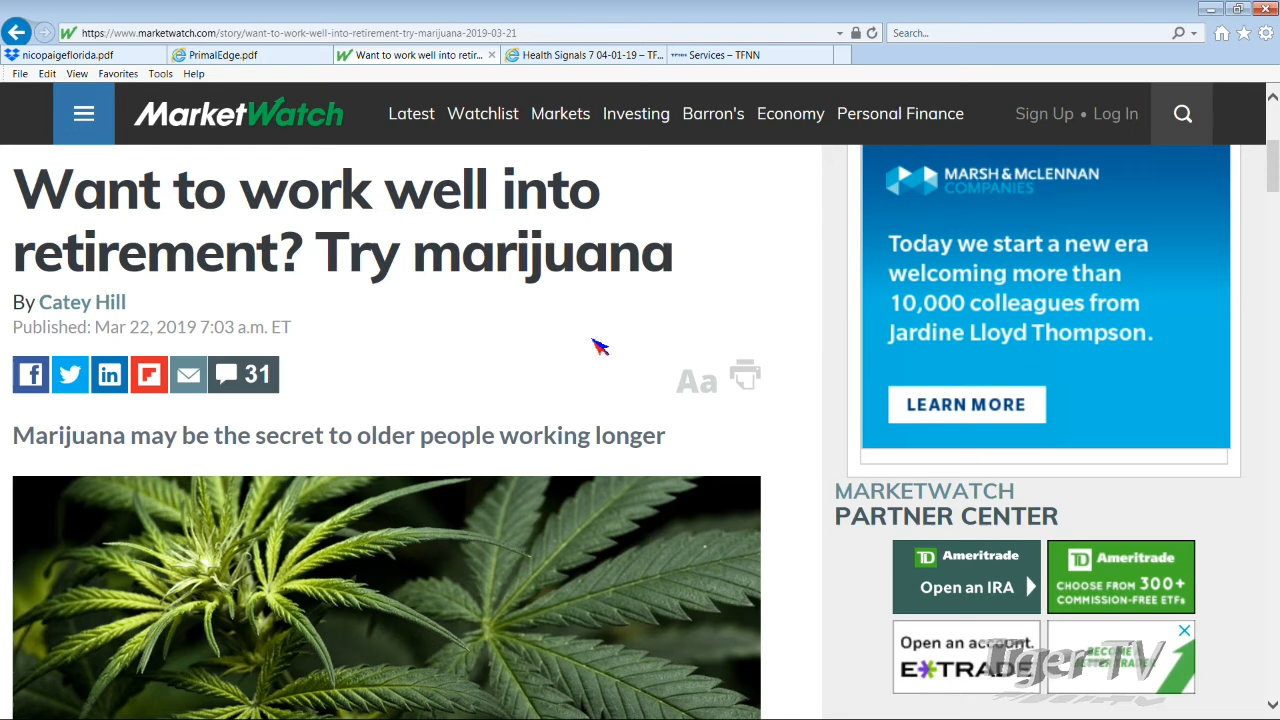 https://www.marketwatch.com/story/want-to-work-well-into-retirement-try-marijuana-2019-03-21
Search...
nicopaigeflorida.pdf
PrimalEdge.pdf
Want to work well into retir...
Health Signals 7 04-01-19 – TF...
TFNN
Services – TFNN
File Edit View Favorites Tools Help
MarketWatch
Latest Watchlist Markets Investing Barron's Economy Personal Finance
Sign Up • Log In
Want to work well into
retirement? Try marijuana
By Catey Hill
Published: Mar 22, 2019 7:03 a.m. ET
31
Aa
Marijuana may be the secret to older people working longer
MARSH & MCLENNAN
COMPANIES
Today we start a new era
welcoming more than
10,000 colleagues from
Jardine Lloyd Thompson.
LEARN MORE
MARKETWATCH
PARTNER CENTER
TD Ameritrade
Open an IRA
TD Ameritrade
CHOOSE FROM 300+
COMMISSION-FREE ETFs
Open an account.
E*TRADE
BECOME
Tiger TV